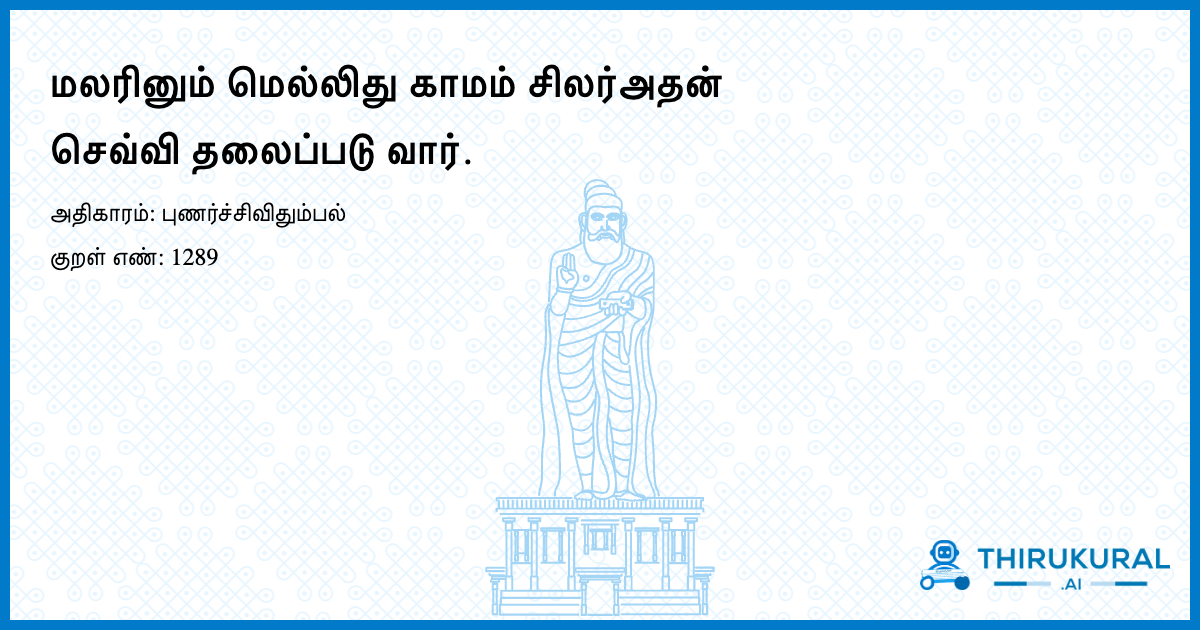 மலரினும் மெல்லிது காமம் சிலர்அதன்
செவ்வி தலைப்படு வார்.
அதிகாரம்: புணர்ச்சிவிதும்பல்
குறள் எண்: 1289
THIRUKURAL
.AI